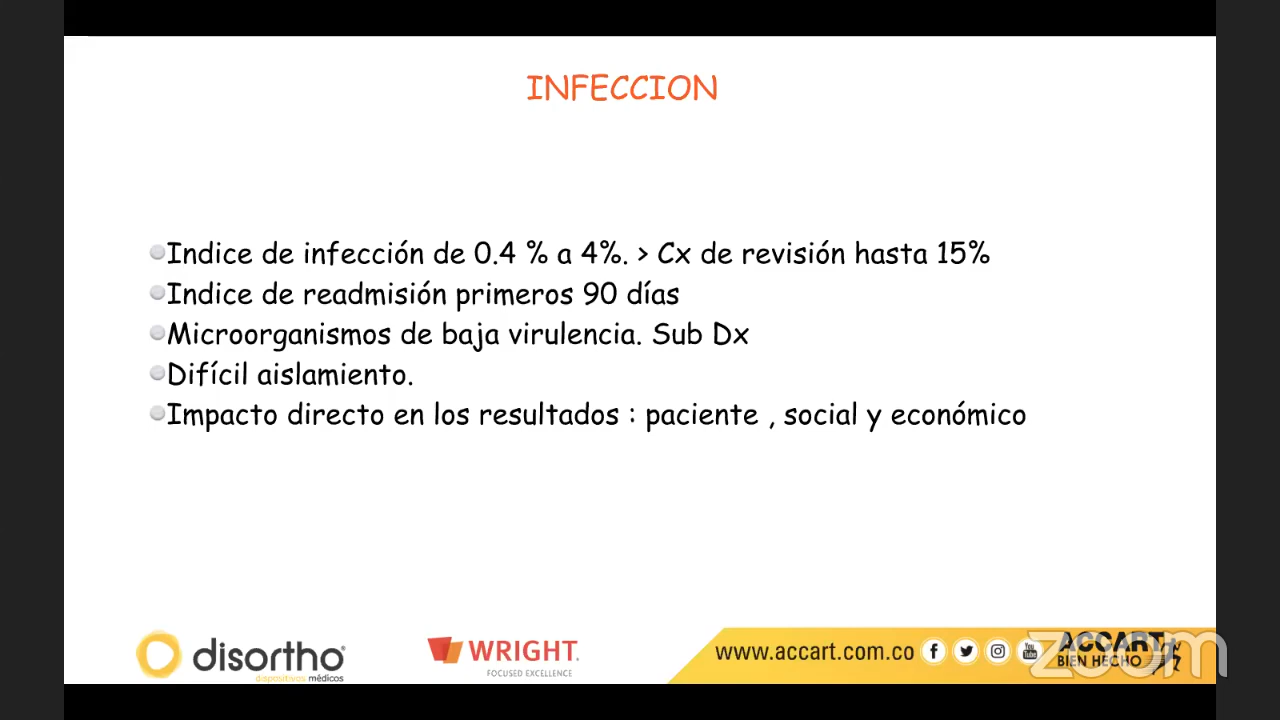 INFECCION
Indice de infección de 0.4 % a 4%. > Cx de revisión hasta 15%
Indice de readmisión primeros 90 días
Microorganismos de baja virulencia. Sub Dx
Difícil aislamiento.
Impacto directo en los resultados : paciente , social y económico
disortho®
dispositivos médicos
WRIGHT.
FOCUSED EXCELLENCE
www.accart.com.co
You Tube
ACCART
BIEN HECHO
zoom